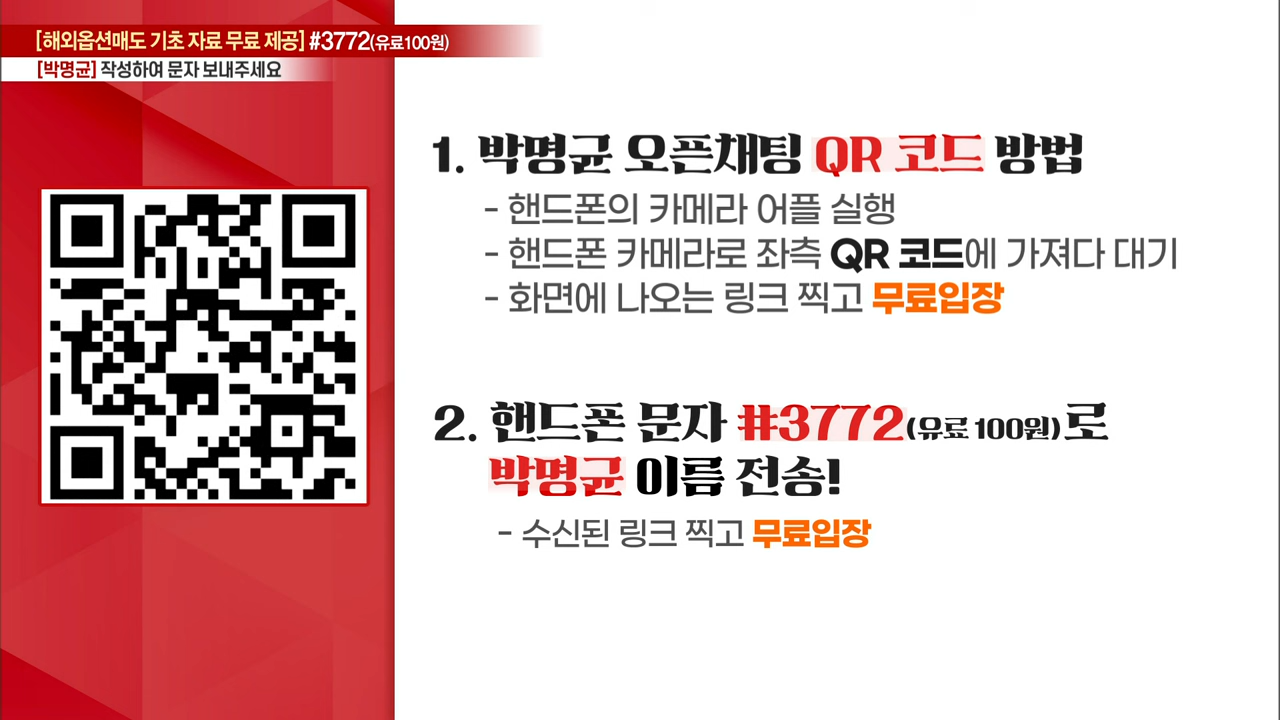 [해외옵션매도 기초 자료 무료 제공] #3772(유료100원)
[박명균] 작성하여 문자 보내주세요
1. 박명균 오픈채팅 QR 코드 방법
- 핸드폰의 카메라 어플 실행
- 핸드폰 카메라로 좌측 QR 코드에 가져다 대기
- 화면에 나오는 링크 찍고 무료입장
2. 핸드폰 문자 #3772(유료 100원)로
박명균 이름 전송!
- 수신된 링크 찍고 무료입장